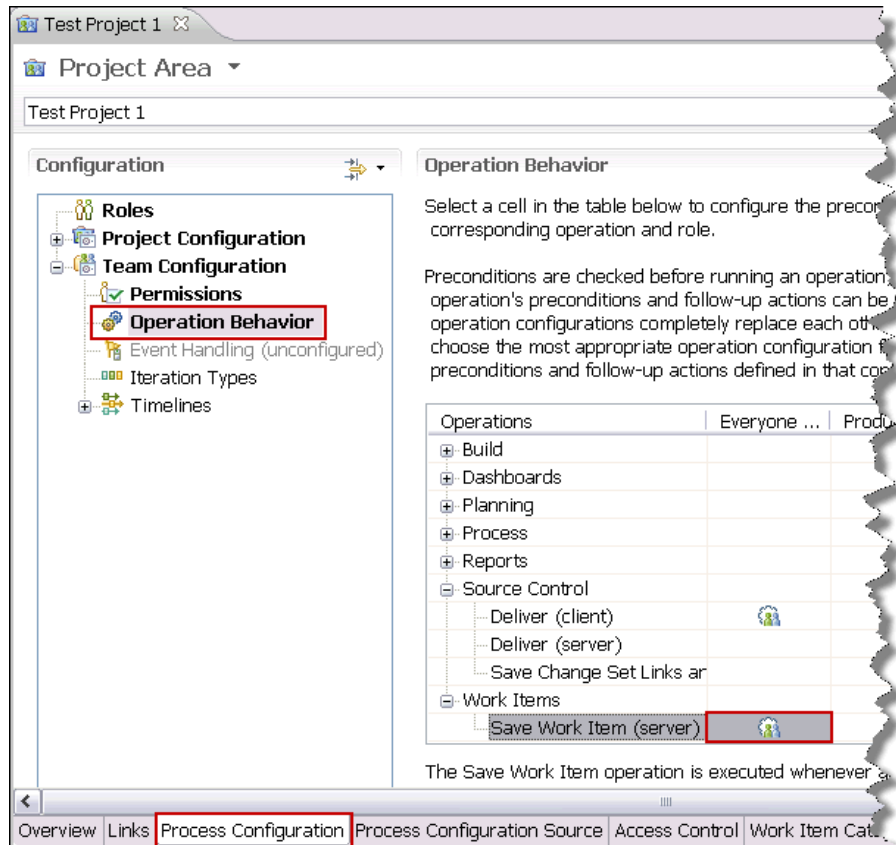 Test Project 1
Project Area
Test Project 1
Configuration
Roles
Project Configuration
Team Configuration
Permissions
Operation Behavior
Event Handling (unconfigured)
Iteration Types
Timelines
Operation Behavior
Select a cell in the table below to configure the
corresponding operation and role.
Preconditions are checked before running an operation.
operation's preconditions and follow-up actions can be
operation configurations completely replace each
choose the most appropriate operation configuration
preconditions and follow-up actions defined in that
Operations Everyone ...
Build
Dashboards
Planning
Process
Reports
Source Control
Deliver (client)
Deliver (server)
Save Change Set Links
Work Items
Save Work Item (server)
The Save Work Item operation is executed whenever
Overview Links Process Configuration Process Configuration Source Access Control Work Item